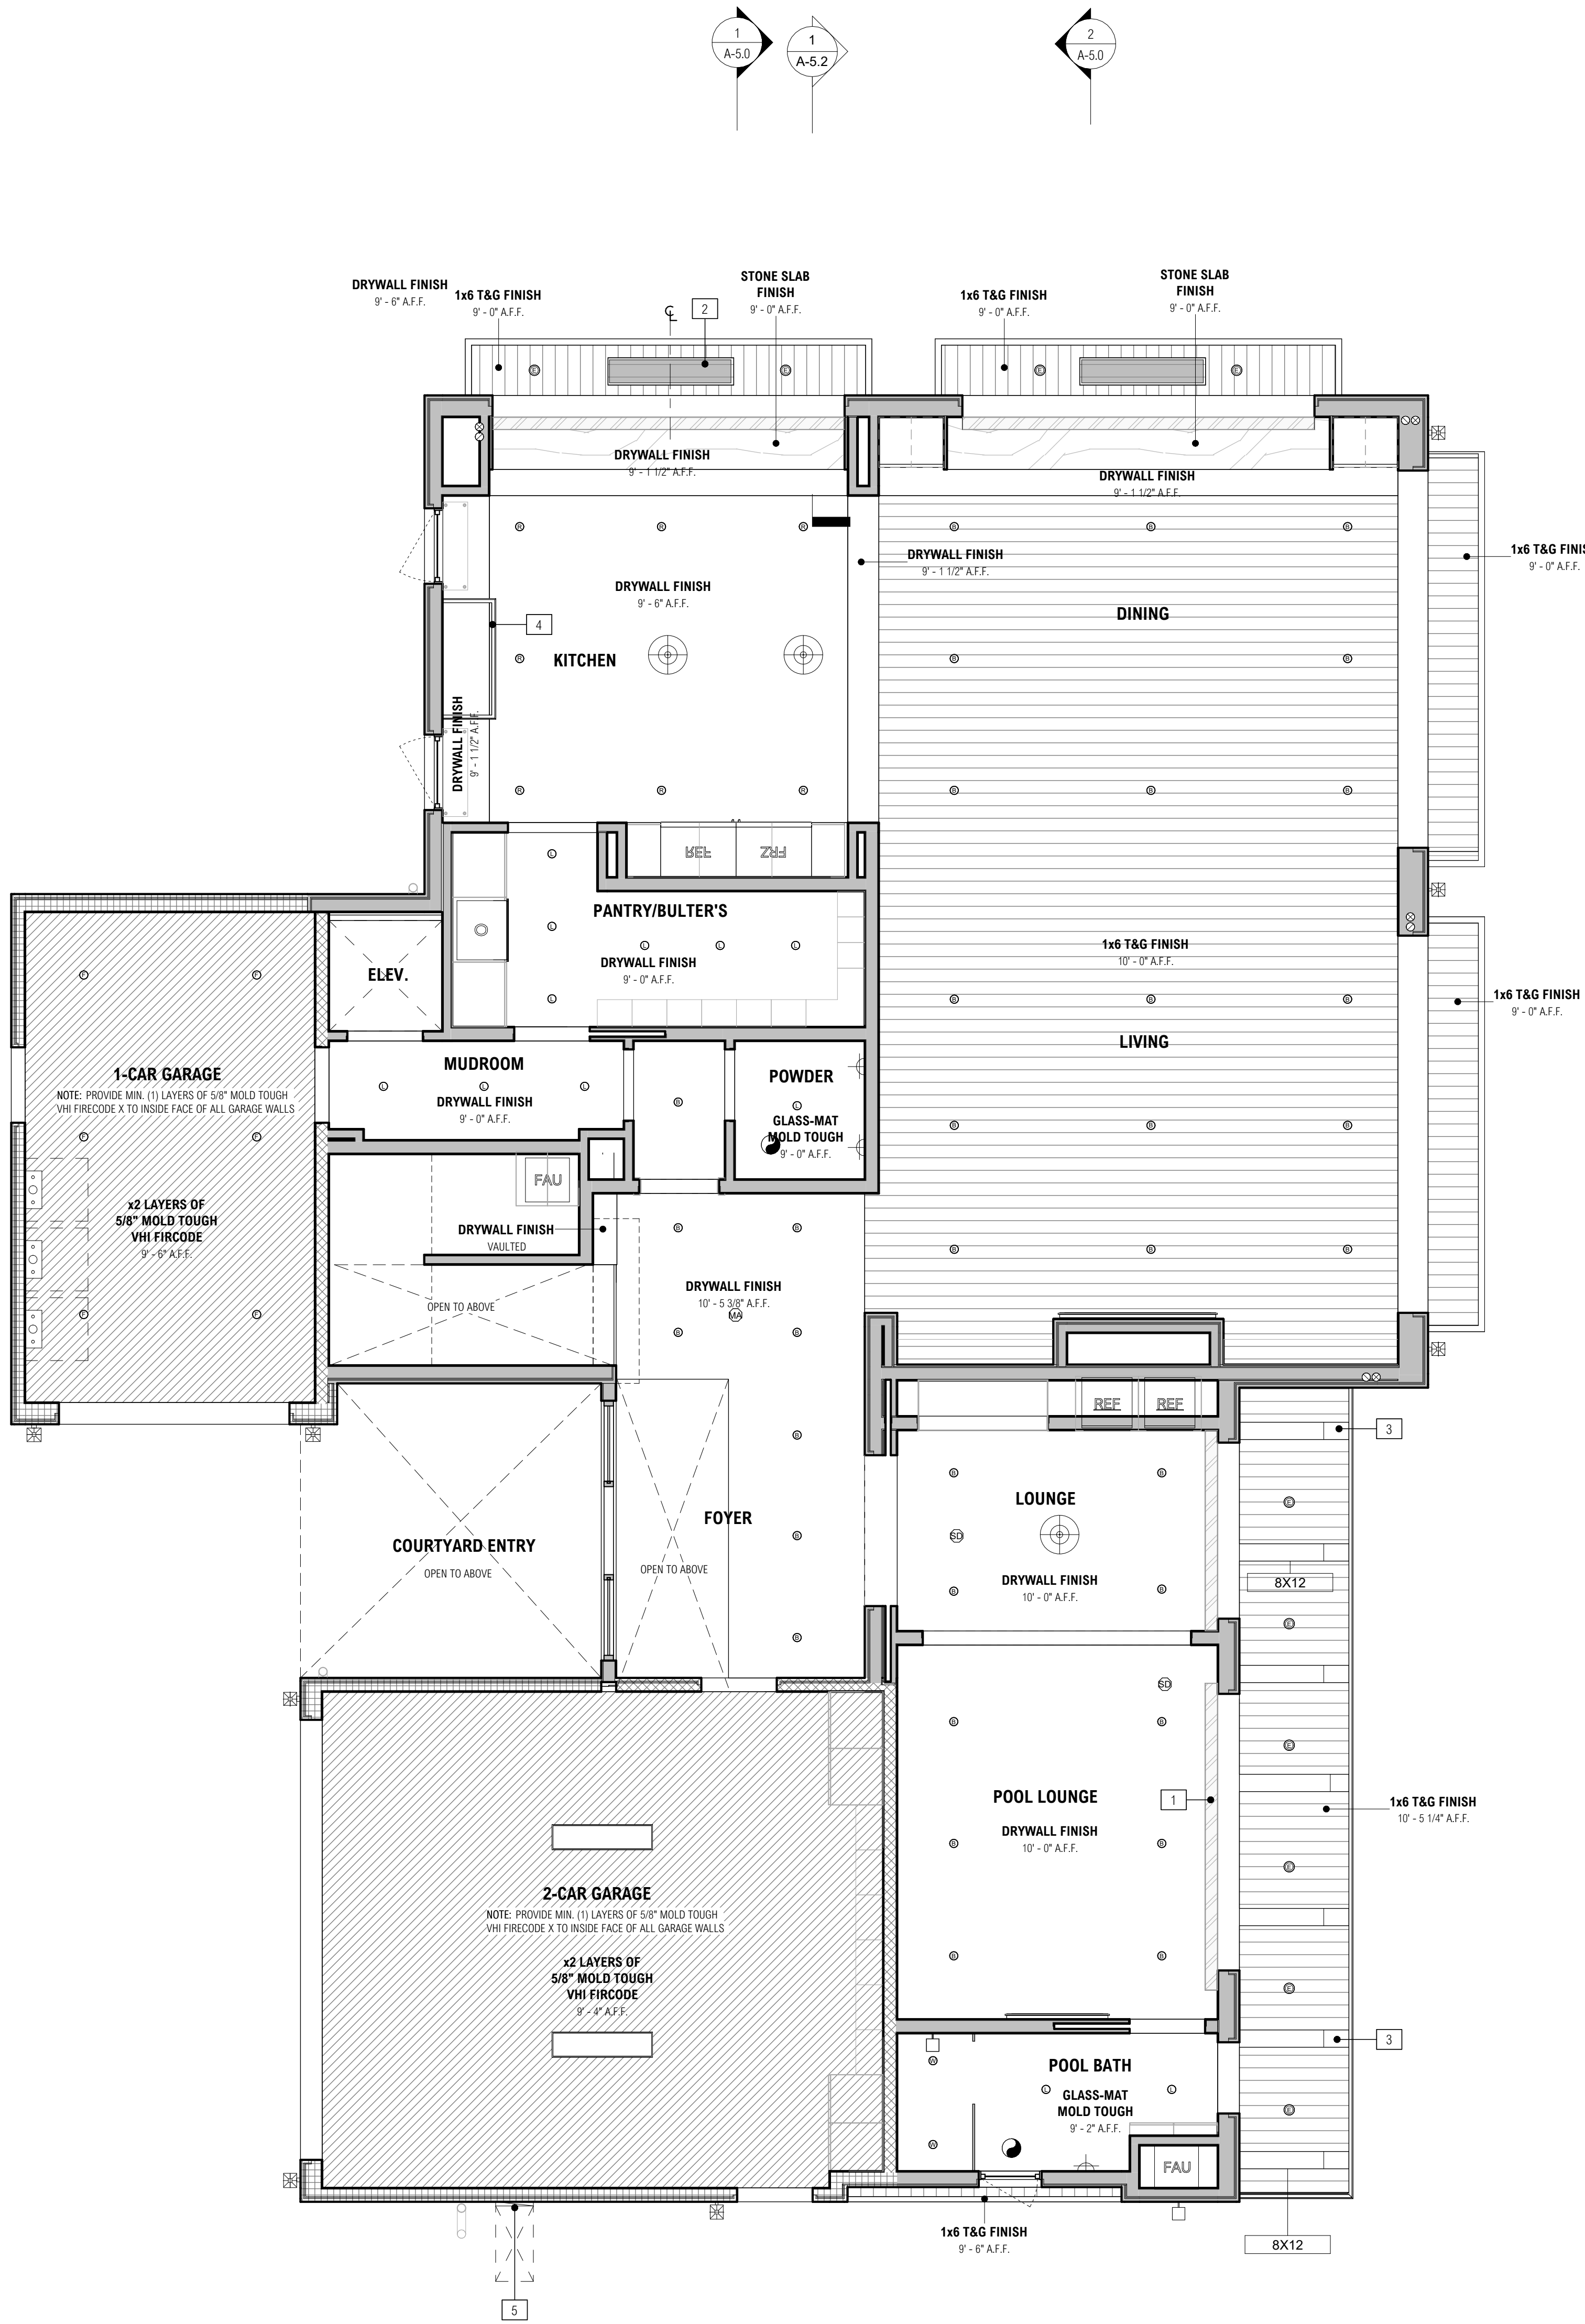 1
A-5.0
1
A-5.2
2
A-5.0
DRYWALL FINISH
9' - 6" A.F.F.
1x6 T&G FINISH
9' - 0" A.F.F.
℄
2
STONE SLAB
FINISH
9' - 0" A.F.F.
1x6 T&G FINISH
9' - 0" A.F.F.
STONE SLAB
FINISH
9' - 0" A.F.F.
E
E
E
E
DRYWALL FINISH
9' - 1 1/2" A.F.F.
DRYWALL FINISH
9' - 1 1/2" A.F.F.
R
R
R
B
B
B
DRYWALL FINISH
9' - 1 1/2" A.F.F.
1x6 T&G FINIS
9' - 0" A.F.F.
DRYWALL FINISH
9' - 6" A.F.F.
4
DINING
KITCHEN
R
B
B
DRYWALL FINISH
9' - 1 1/2" A.F.F.
R
R
R
B
B
B
REF
FRZ
L
PANTRY/BULTER'S
L
L
L
L
DRYWALL FINISH
9' - 0" A.F.F.
L
1x6 T&G FINISH
10' - 0" A.F.F.
ELEV.
F
F
B
B
B
1x6 T&G FINISH
9' - 0" A.F.F.
LIVING
1-CAR GARAGE
NOTE: PROVIDE MIN. (1) LAYERS OF 5/8" MOLD TOUGH
VHI FIRECODE X TO INSIDE FACE OF ALL GARAGE WALLS
MUDROOM
L
L
L
DRYWALL FINISH
9' - 0" A.F.F.
B
POWDER
L
GLASS-MAT
MOLD TOUGH
9' - 0" A.F.F.
F
F
B
B
B
FAU
x2 LAYERS OF
5/8" MOLD TOUGH
VHI FIRCODE
9' - 6" A.F.F.
DRYWALL FINISH
VAULTED
B
B
B
B
B
DRYWALL FINISH
10' - 5 3/8" A.F.F.
MA
OPEN TO ABOVE
F
F
B
B
REF
REF
3
B
B
B
LOUNGE
E
FOYER
SD
B
COURTYARD ENTRY
OPEN TO ABOVE
OPEN TO ABOVE
DRYWALL FINISH
10' - 0" A.F.F.
B
B
8X12
E
B
SD
B
B
E
POOL LOUNGE
1
1x6 T&G FINISH
10' - 5 1/4" A.F.F.
DRYWALL FINISH
10' - 0" A.F.F.
B
B
E
2-CAR GARAGE
NOTE: PROVIDE MIN. (1) LAYERS OF 5/8" MOLD TOUGH
VHI FIRECODE X TO INSIDE FACE OF ALL GARAGE WALLS
x2 LAYERS OF
5/8" MOLD TOUGH
VHI FIRCODE
9' - 4" A.F.F.
B
B
E
3
W
POOL BATH
L
L
GLASS-MAT
MOLD TOUGH
9' - 2" A.F.F.
E
W
FAU
1x6 T&G FINISH
9' - 6" A.F.F.
8X12
5